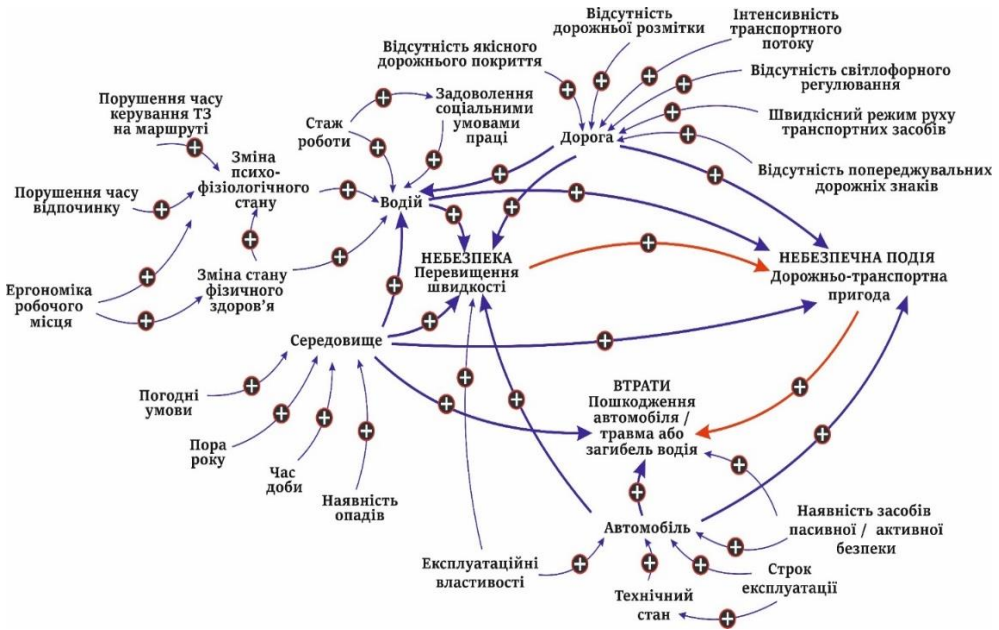 Відсутність
дорожньої розмітки
Інтенсивність
транспортного
потоку
Відсутність якісного
дорожнього покриття
Відсутність світлофорного
регулювання
Порушення часу
керування ТЗ
на маршруті
Стаж
роботи
Задоволення
соціальними
умовами
праці
Дорога
Швидкісний режим руху
транспортних засобів
Зміна
психо-
фізіологічного
стану
Відсутність попереджувальних
дорожніх знаків
Порушення часу
відпочинку
Водій
НЕБЕЗПЕКА
Перевищення
швидкості
НЕБЕЗПЕЧНА ПОДІЯ
Дорожньо-транспортна
пригода
Ергономіка
робочого
місця
Зміна стану
фізичного
здоров’я
Середовище
Погодні
умови
ВТРАТИ
Пошкодження
автомобіля /
травма або
загибель водія
Пора
року
Час
доби
Наявність
опадів
Автомобіль
Наявність засобів
пасивної / активної
безпеки
Експлуатаційні
властивості
Технічний
стан
Строк
експлуатації